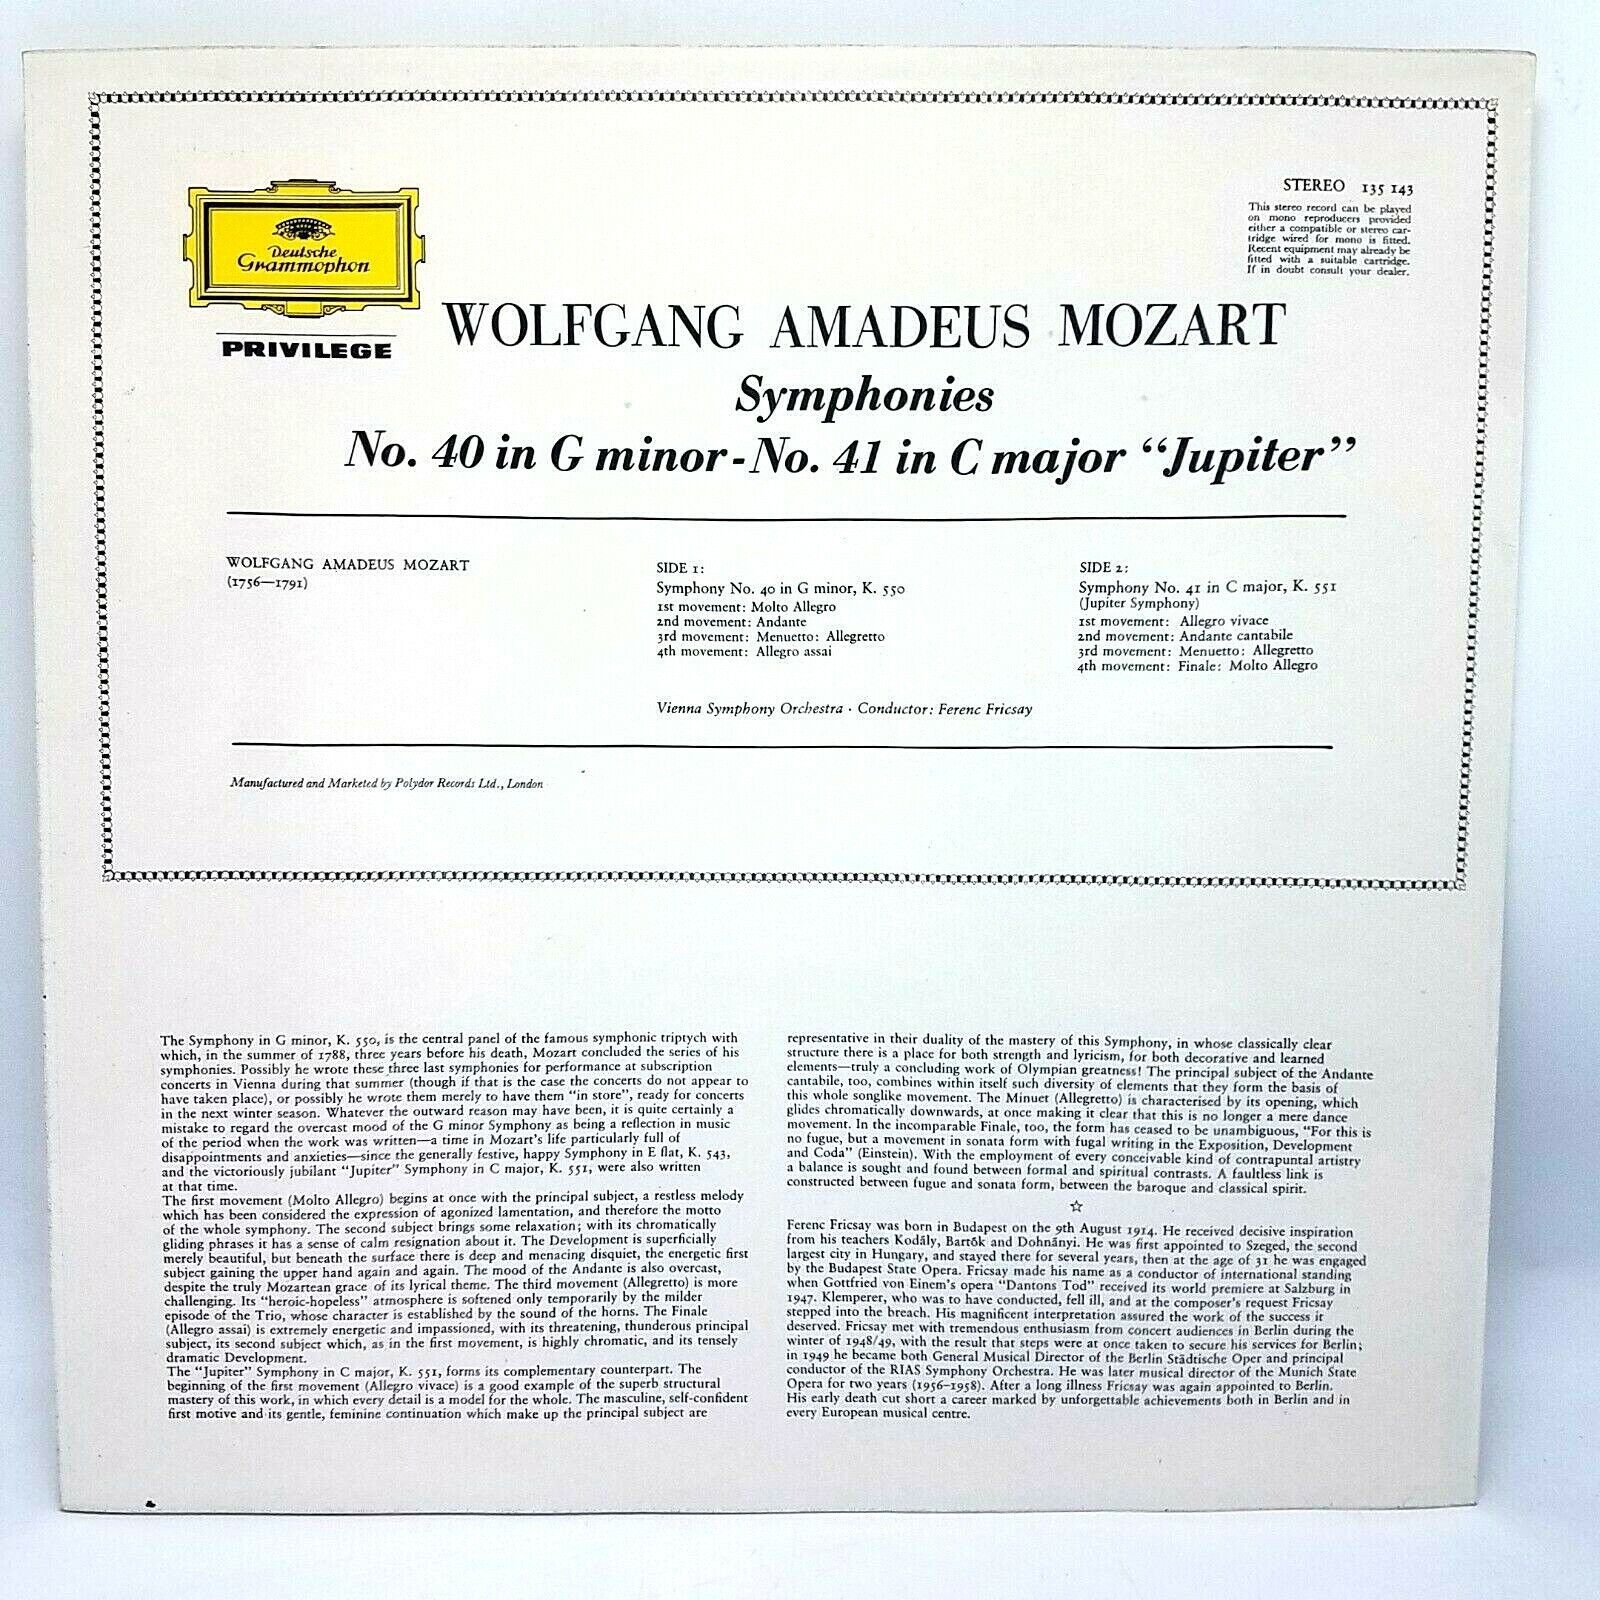 STEREO 135 143
This stereo record can be played
on mono reproducers provided
either a compatible or stereo car-
tridge wired for mono is fitted.
Recent equipment may already be
fitted with a suitable cartridge.
If in doubt consult your dealer.
Deutsche
Grammophon
PRIVILEGE
WOLFGANG AMADEUS MOZART
Symphonies
No. 40 in G minor-No. 41 in C major “Jupiter”
WOLFGANG AMADEUS MOZART
(1756—1791)
SIDE 1:
Symphony No. 40 in G minor, K. 550
1st movement: Molto Allegro
2nd movement: Andante
3rd movement: Menuetto: Allegretto
4th movement: Allegro assai
SIDE 2:
Symphony No. 41 in C major, K. 551
(Jupiter Symphony)
1st movement: Allegro vivace
2nd movement: Andante cantabile
3rd movement: Menuetto: Allegretto
4th movement: Finale: Molto Allegro
Vienna Symphony Orchestra · Conductor: Ferenc Fricsay
Manufactured and Marketed by Polydor Records Ltd., London
The Symphony in G minor, K. 550, is the central panel of the famous symphonic triptych with
which, in the summer of 1788, three years before his death, Mozart concluded the series of his
symphonies. Possibly he wrote these three last symphonies for performance at subscription
concerts in Vienna during that summer (though if that is the case the concerts do not appear to
have taken place), or possibly he wrote them merely to have them “in store”, ready for concerts
in the next winter season. Whatever the outward reason may have been, it is quite certainly a
mistake to regard the overcast mood of the G minor Symphony as being a reflection in music
of the period when the work was written—a time in Mozart's life particularly full of
disappointments and anxieties—since the generally festive, happy Symphony in E flat, K. 543,
and the victoriously jubilant “Jupiter” Symphony in C major, K. 551, were also written
at that time.
The first movement (Molto Allegro) begins at once with the principal subject, a restless melody
which has been considered the expression of agonized lamentation, and therefore the motto
of the whole symphony. The second subject brings some relaxation; with its chromatically
gliding phrases it has a sense of calm resignation about it. The Development is superficially
merely beautiful, but beneath the surface there is deep and menacing disquiet, the energetic first
subject gaining the upper hand again and again. The mood of the Andante is also overcast,
despite the truly Mozartean grace of its lyrical theme. The third movement (Allegretto) is more
challenging. Its “heroic-hopeless” atmosphere is softened only temporarily by the milder
episode of the Trio, whose character is established by the sound of the horns. The Finale
(Allegro assai) is extremely energetic and impassioned, with its threatening, thunderous principal
subject, its second subject which, as in the first movement, is highly chromatic, and its tensely
dramatic Development.
The “Jupiter” Symphony in C major, K. 551, forms its complementary counterpart. The
beginning of the first movement (Allegro vivace) is a good example of the superb structural
mastery of this work, in which every detail is a model for the whole. The masculine, self-confident
first motive and its gentle, feminine continuation which make up the principal subject are
representative in their duality of the mastery of this Symphony, in whose classically clear
structure there is a place for both strength and lyricism, for both decorative and learned
elements—truly a concluding work of Olympian greatness! The principal subject of the Andante
cantabile, too, combines within itself such diversity of elements that they form the basis of
this whole songlike movement. The Minuet (Allegretto) is characterised by its opening, which
glides chromatically downwards, at once making it clear that this is no longer a mere dance
movement. In the incomparable Finale, too, the form has ceased to be unambiguous, “For this is
no fugue, but a movement in sonata form with fugal writing in the Exposition, Development
and Coda” (Einstein). With the employment of every conceivable kind of contrapuntal artistry
a balance is sought and found between formal and spiritual contrasts. A faultless link is
constructed between fugue and sonata form, between the baroque and classical spirit.
☆
Ferenc Fricsay was born in Budapest on the 9th August 1914. He received decisive inspiration
from his teachers Kodály, Bartók and Dohnányi. He was first appointed to Szeged, the second
largest city in Hungary, and stayed there for several years, then at the age of 31 he was engaged
by the Budapest State Opera. Fricsay made his name as a conductor of international standing
when Gottfried von Einem's opera “Dantons Tod” received its world premiere at Salzburg in
1947. Klemperer, who was to have conducted, fell ill, and at the composer's request Fricsay
stepped into the breach. His magnificent interpretation assured the work of the success it
deserved. Fricsay met with tremendous enthusiasm from concert audiences in Berlin during the
winter of 1948/49, with the result that steps were at once taken to secure his services for Berlin;
in 1949 he became both General Musical Director of the Berlin Städtische Oper and principal
conductor of the RIAS Symphony Orchestra. He was later musical director of the Munich State
Opera for two years (1956-1958). After a long illness Fricsay was again appointed to Berlin.
His early death cut short a career marked by unforgettable achievements both in Berlin and in
every European musical centre.